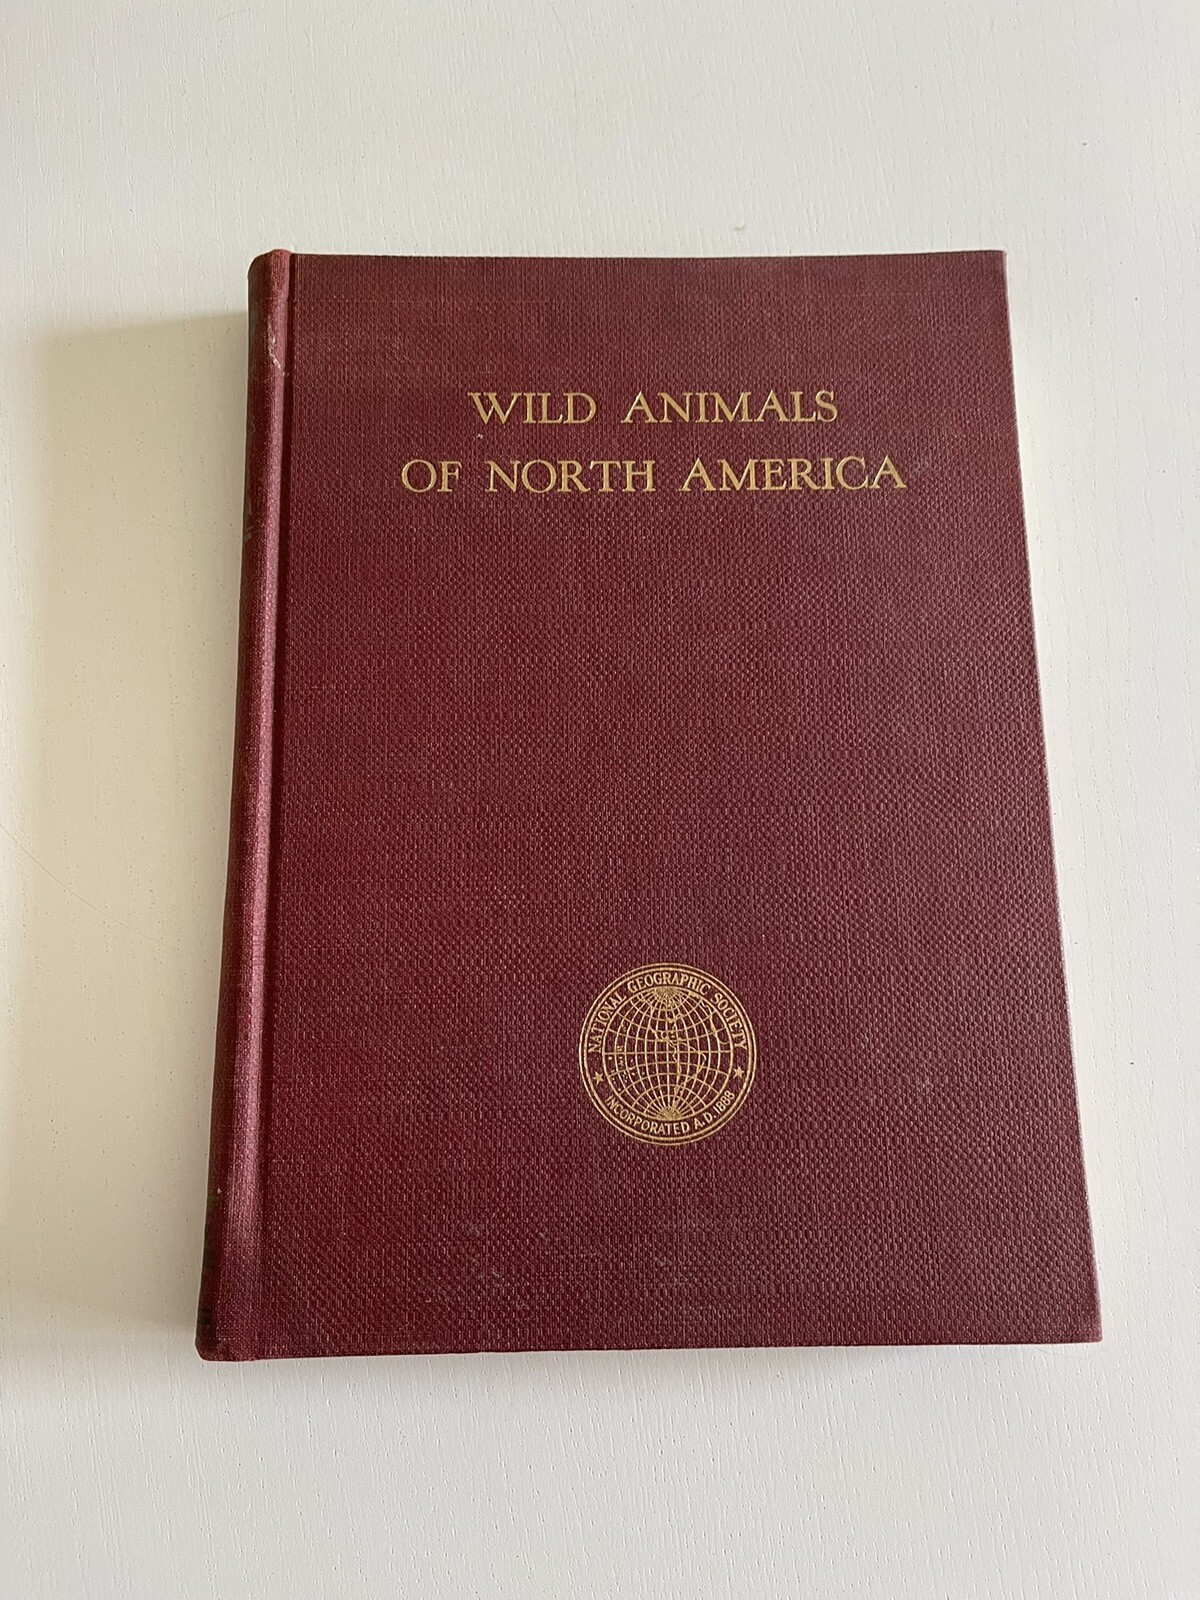 WILD ANIMALS
OF NORTH AMERICA
NATIONAL GEOGRAPHIC SOCIETY
INCORPORATED A.D. 1888